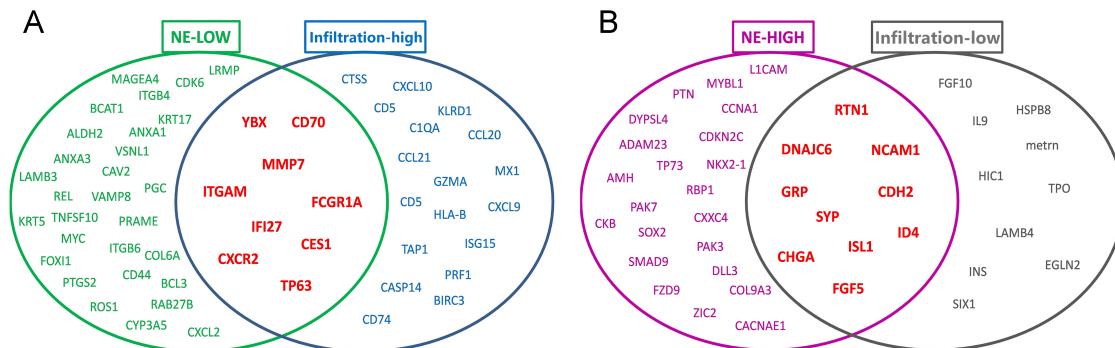 A
NE-LOW
Infiltration-high
LRMP
MAGEA4
CDK6
ITGB4
BCAT1
KRT17
ALDH2
ANXA1
VSNL1
ANXA3
CAV2
LAMB3
PGC
REL
VAMP8
KRT5
TNFSF10
PRAME
MYC
ITGB6
COL6A
FOXI1
CD44
PTGS2
BCL3
ROS1
RAB27B
CYP3A5
CXCL2
YBX
CD70
MMP7
ITGAM
FCGR1A
IFI27
CES1
CXCR2
TP63
CTSS
CXCL10
CD5
KLRD1
C1QA
CCL20
CCL21
MX1
GZMA
CD5
CXCL9
HLA-B
TAP1
ISG15
PRF1
CASP14
BIRC3
CD74
B
NE-HIGH
Infiltration-low
L1CAM
MYBL1
PTN
CCNA1
DYPSL4
CDKN2C
ADAM23
TP73
NKX2-1
AMH
RBP1
PAK7
CXXC4
CKB
SOX2
PAK3
SMAD9
DLL3
FZD9
COL9A3
ZIC2
CACNAE1
RTN1
DNAJC6
NCAM1
GRP
CDH2
SYP
ID4
ISL1
CHGA
FGF5
FGF10
HSPB8
IL9
metrn
HIC1
TPO
LAMB4
INS
EGLN2
SIX1